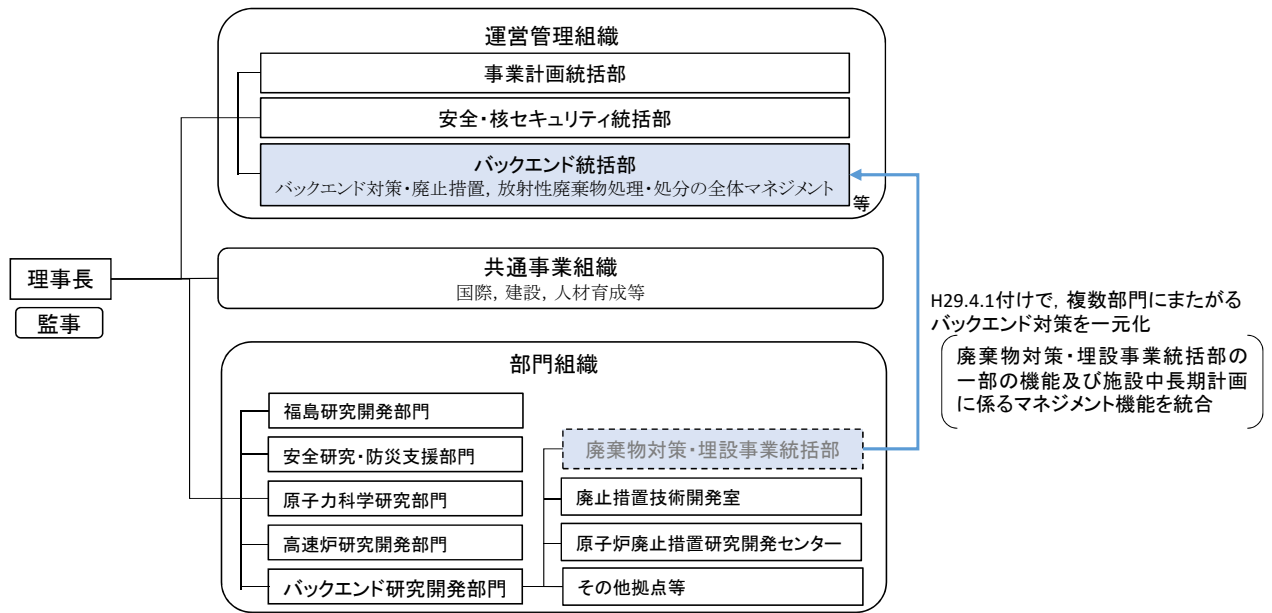 運営管理組織
事業計画統括部
安全・核セキュリティ統括部
バックエンド統括部
バックエンド対策・廃止措置, 放射性廃棄物処理・処分の全体マネジメント
等
理事長
監事
共通事業組織
国際, 建設, 人材育成等
部門組織
福島研究開発部門
安全研究・防災支援部門
原子力科学研究部門
高速炉研究開発部門
バックエンド研究開発部門
廃棄物対策・埋設事業統括部
廃止措置技術開発室
原子炉廃止措置研究開発センター
その他拠点等
H29.4.1付けで, 複数部門にまたがる
バックエンド対策を一元化
廃棄物対策・埋設事業統括部の
一部の機能及び施設中長期計画
に係るマネジメント機能を統合